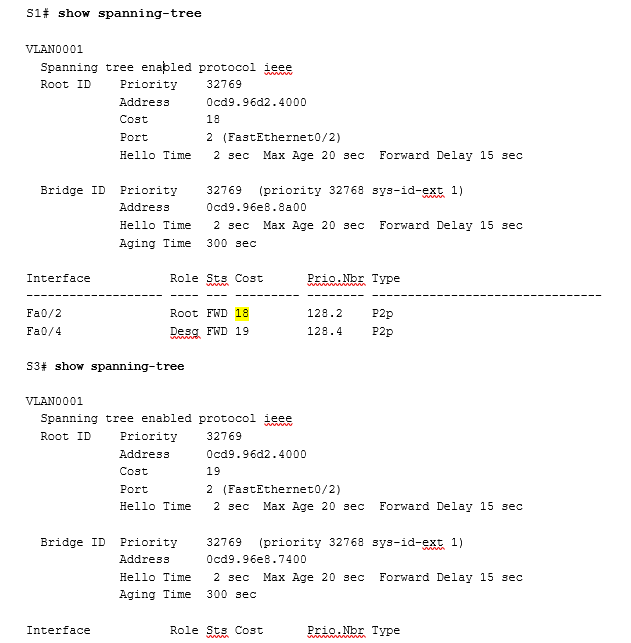 S1# show spanning-tree
VLAN0001
Spanning tree enabled protocol ieee
Root ID Priority 32769
Address 0cd9.96d2.4000
Cost 18
Port 2 (FastEthernet0/2)
Hello Time 2 sec Max Age 20 sec Forward Delay 15 sec
Bridge ID Priority 32769 (priority 32768 sys-id-ext 1)
Address 0cd9.96e8.8a00
Hello Time 2 sec Max Age 20 sec Forward Delay 15 sec
Aging Time 300 sec
Interface Role Sts Cost Prio.Nbr Type
------------------- ---- --- --------- -------- --------------------------------
Fa0/2 Root FWD 18 128.2 P2p
Fa0/4 Desg FWD 19 128.4 P2p
S3# show spanning-tree
VLAN0001
Spanning tree enabled protocol ieee
Root ID Priority 32769
Address 0cd9.96d2.4000
Cost 19
Port 2 (FastEthernet0/2)
Hello Time 2 sec Max Age 20 sec Forward Delay 15 sec
Bridge ID Priority 32769 (priority 32768 sys-id-ext 1)
Address 0cd9.96e8.7400
Hello Time 2 sec Max Age 20 sec Forward Delay 15 sec
Aging Time 300 sec
Interface Role Sts Cost Prio.Nbr Type